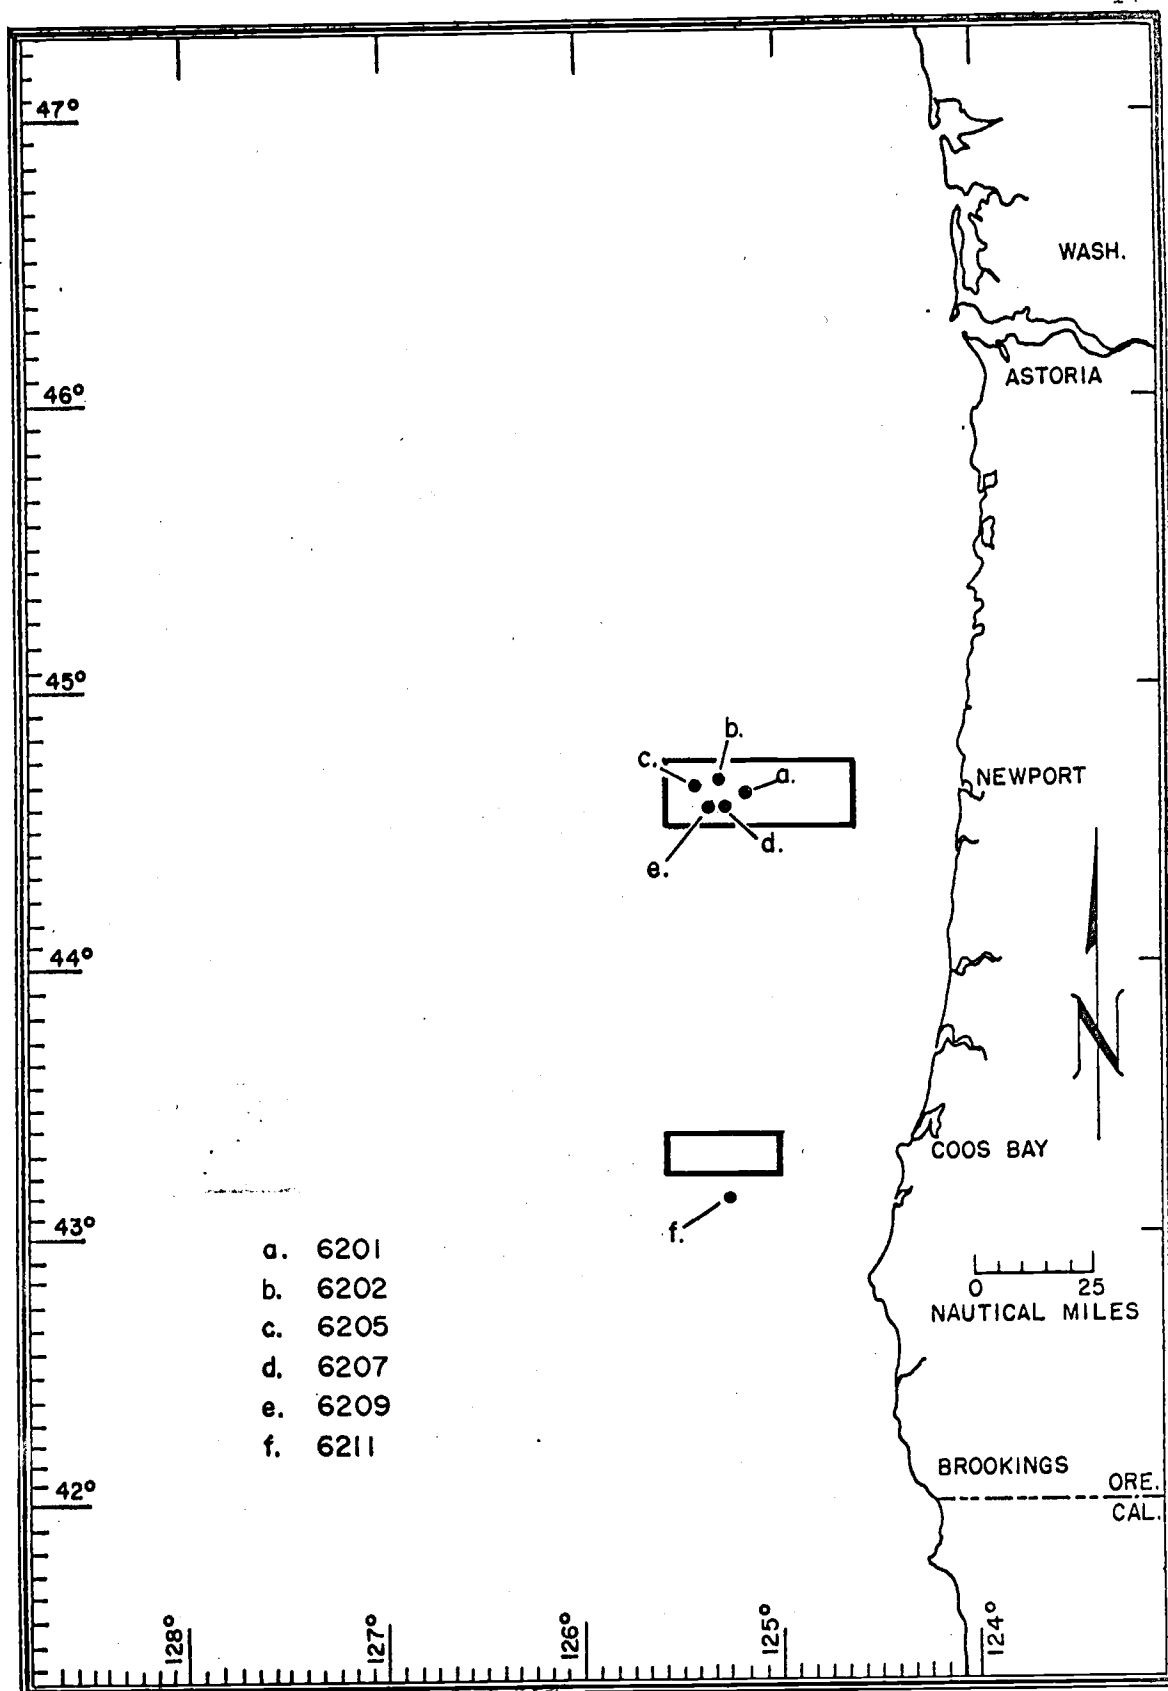 47°
WASH.
ASTORIA
46°
45°
b.
c.
a.
NEWPORT
d.
e.
44°
N
COOS BAY
f.
43°
a. 6201
b. 6202
c. 6205
d. 6207
e. 6209
f. 6211
0 25
NAUTICAL MILES
BROOKINGS
ORE.
CAL.
42°
128°
127°
126°
125°
124°